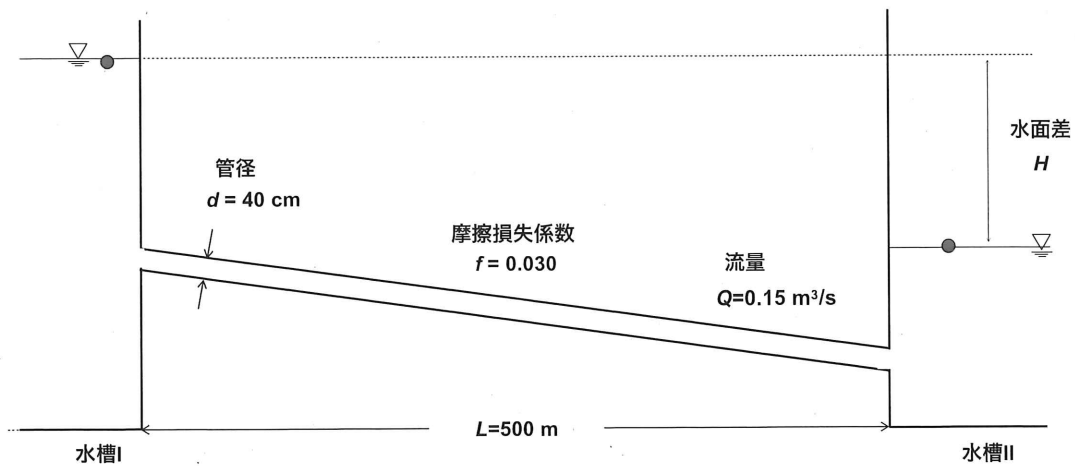 水面差
H
管径
d = 40 cm
摩擦損失係数
f = 0.030
流量
Q=0.15 m³/s
L=500 m
水槽I
水槽II